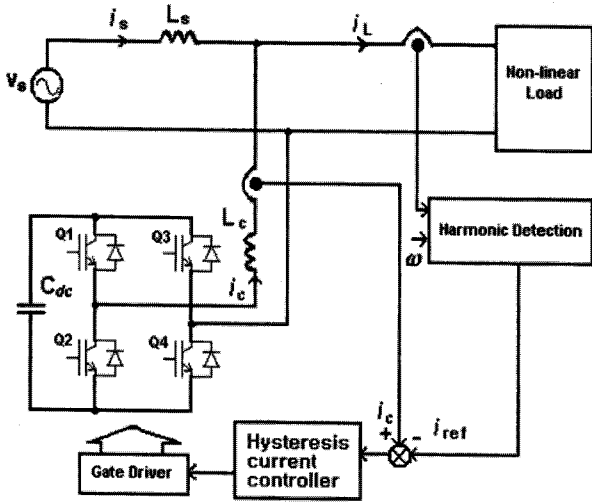 i_s
L_s
i_L
V_s
Non-linear
Load
L_c
Q1
Q3
Harmonic Detection
ω
C_dc
i_c
Q2
Q4
i_c
+
-
i_ref
Hysteresis
current
controller
Gate Driver